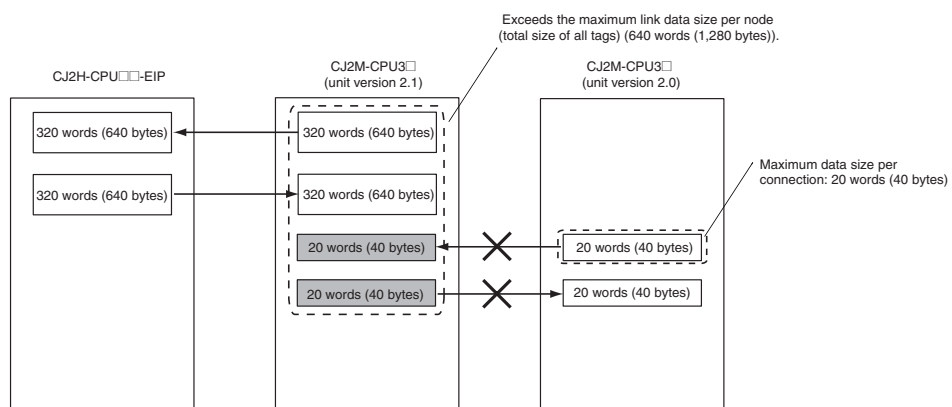 Exceeds the maximum link data size per node
(total size of all tags) (640 words (1,280 bytes)).
CJ2H-CPU□□-EIP
CJ2M-CPU3□
(unit version 2.1)
CJ2M-CPU3□
(unit version 2.0)
320 words (640 bytes)
320 words (640 bytes)
320 words (640 bytes)
320 words (640 bytes)
Maximum data size per
connection: 20 words (40 bytes)
20 words (40 bytes)
20 words (40 bytes)
20 words (40 bytes)
20 words (40 bytes)